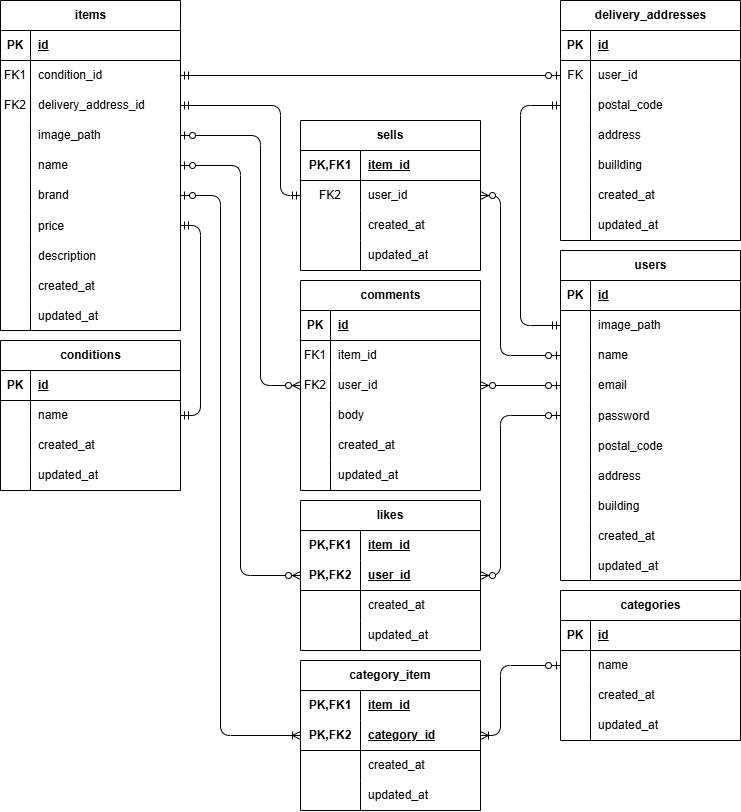 items
PK id
FK1 condition_id
FK2 delivery_address_id
image_path
name
brand
price
description
created_at
updated_at
conditions
PK id
name
created_at
updated_at
sells
PK,FK1 item_id
FK2 user_id
created_at
updated_at
comments
PK id
FK1 item_id
FK2 user_id
body
created_at
updated_at
likes
PK,FK1 item_id
PK,FK2 user_id
created_at
updated_at
category_item
PK,FK1 item_id
PK,FK2 category_id
created_at
updated_at
delivery_addresses
PK id
FK user_id
postal_code
address
buillding
created_at
updated_at
users
PK id
image_path
name
email
password
postal_code
address
building
created_at
updated_at
categories
PK id
name
created_at
updated_at